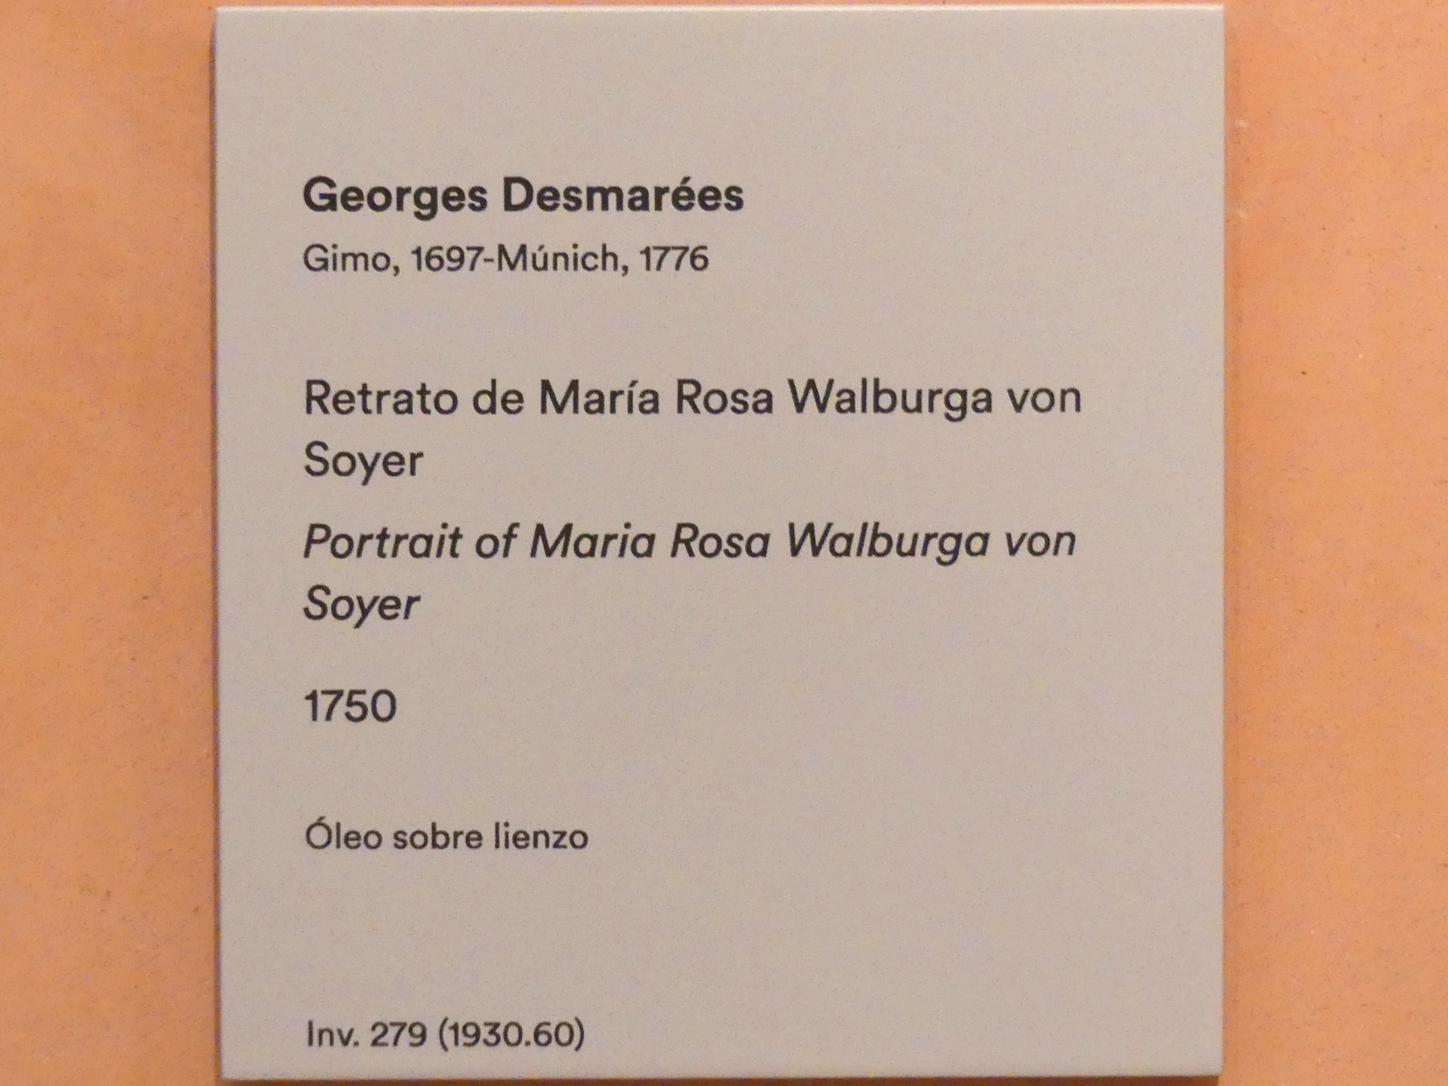 Georges Desmarées
Gimo, 1697-Múnich, 1776
Retrato de María Rosa Walburga von
Soyer
Portrait of Maria Rosa Walburga von
Soyer
1750
Óleo sobre lienzo
Inv. 279 (1930.60)